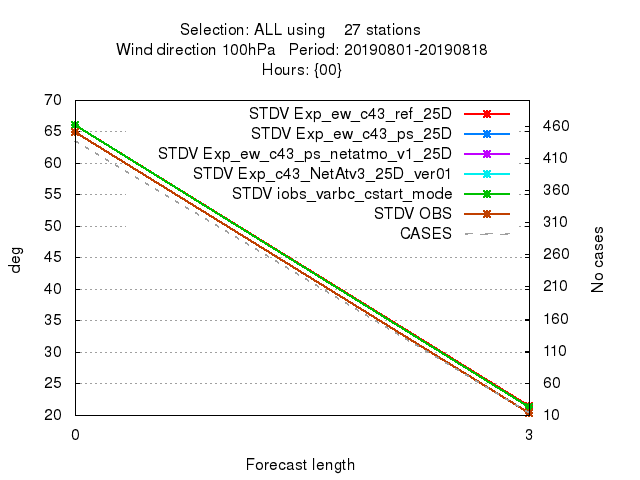 Selection: ALL using    27 stations
Wind direction 100hPa   Period: 20190801-20190818
Hours: {00}
70
65
60
55
50
45
40
35
30
25
20
deg
STDV Exp_ew_c43_ref_25D
STDV Exp_ew_c43_ps_25D
STDV Exp_ew_c43_ps_netatmo_v1_25D
STDV Exp_c43_NetAtv3_25D_ver01
STDV iobs_varbc_cstart_mode
STDV OBS
CASES
460
410
360
310
260
210
160
110
60
10
No cases
0
3
Forecast length